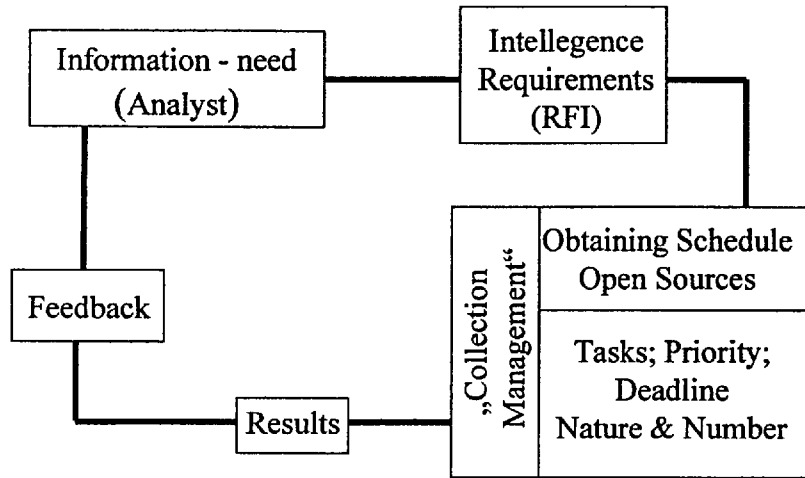 Information - need
(Analyst)
Intellegence
Requirements
(RFI)
„Collection
Management“
Obtaining Schedule
Open Sources
Tasks; Priority;
Deadline
Nature & Number
Results
Feedback